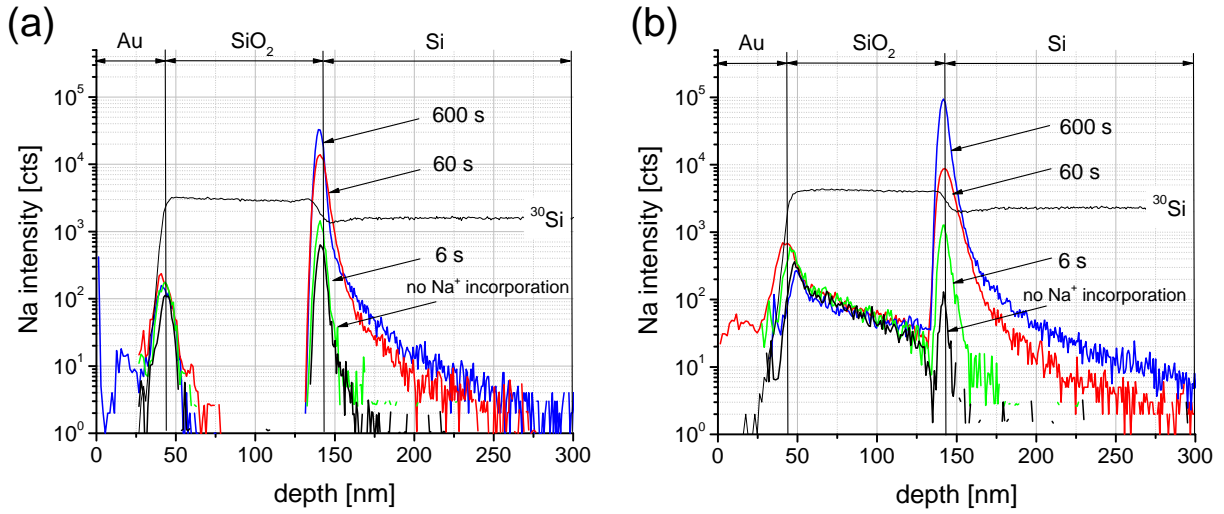 (a)
Au SiO2 Si
10^5
10^4
10^3
10^2
10^1
10^0
Na intensity [cts]
600 s
60 s
30Si
6 s
no Na+ incorporation
0 50 100 150 200 250 300
depth [nm]
(b)
Au SiO2 Si
10^5
10^4
10^3
10^2
10^1
10^0
Na intensity [cts]
600 s
60 s
30Si
6 s
no Na+ incorporation
0 50 100 150 200 250 300
depth [nm]